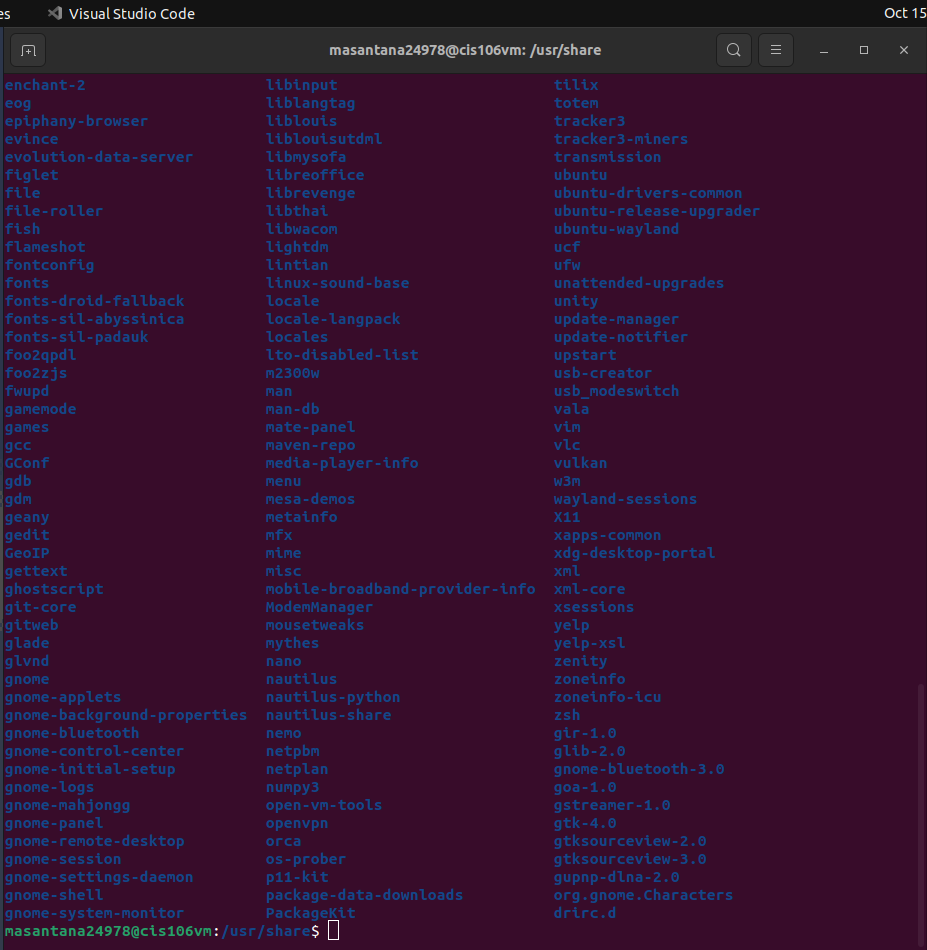 es Visual Studio Code Oct 15
masantana24978@cis106vm: /usr/share
enchant-2 libinput tilix
eog liblangtag totem
epiphany-browser liblouis tracker3
evince liblouisutdml tracker3-miners
evolution-data-server libmysofa transmission
figlet libreoffice ubuntu
file librevenge ubuntu-drivers-common
file-roller libthai ubuntu-release-upgrader
fish libwacom ubuntu-wayland
flameshot lightdm ucf
fontconfig lintian ufw
fonts linux-sound-base unattended-upgrades
fonts-droid-fallback locale unity
fonts-sil-abyssinica locale-langpack update-manager
fonts-sil-padauk locales update-notifier
foo2qpdl lto-disabled-list upstart
foo2zjs m2300w usb-creator
fwupd man usb_modeswitch
gamemode man-db vala
games mate-panel vim
gcc maven-repo vlc
GConf media-player-info vulkan
gdb menu w3m
gdm mesa-demos wayland-sessions
geany metainfo X11
gedit mfx xapps-common
GeoIP mime xdg-desktop-portal
gettext misc xml
ghostscript mobile-broadband-provider-info xml-core
git-core ModemManager xsessions
gitweb mousetweaks yelp
glade mythes yelp-xsl
glvnd nano zenity
gnome nautilus zoneinfo
gnome-applets nautilus-python zoneinfo-icu
gnome-background-properties nautilus-share zsh
gnome-bluetooth nemo gir-1.0
gnome-control-center netpbm glib-2.0
gnome-initial-setup netplan gnome-bluetooth-3.0
gnome-logs numpy3 goa-1.0
gnome-mahjongg open-vm-tools gstreamer-1.0
gnome-panel openvpn gtk-4.0
gnome-remote-desktop orca gtksourceview-2.0
gnome-session os-prober gtksourceview-3.0
gnome-settings-daemon p11-kit gupnp-dlna-2.0
gnome-shell package-data-downloads org.gnome.Characters
gnome-system-monitor PackageKit drirc.d
masantana24978@cis106vm:/usr/share$